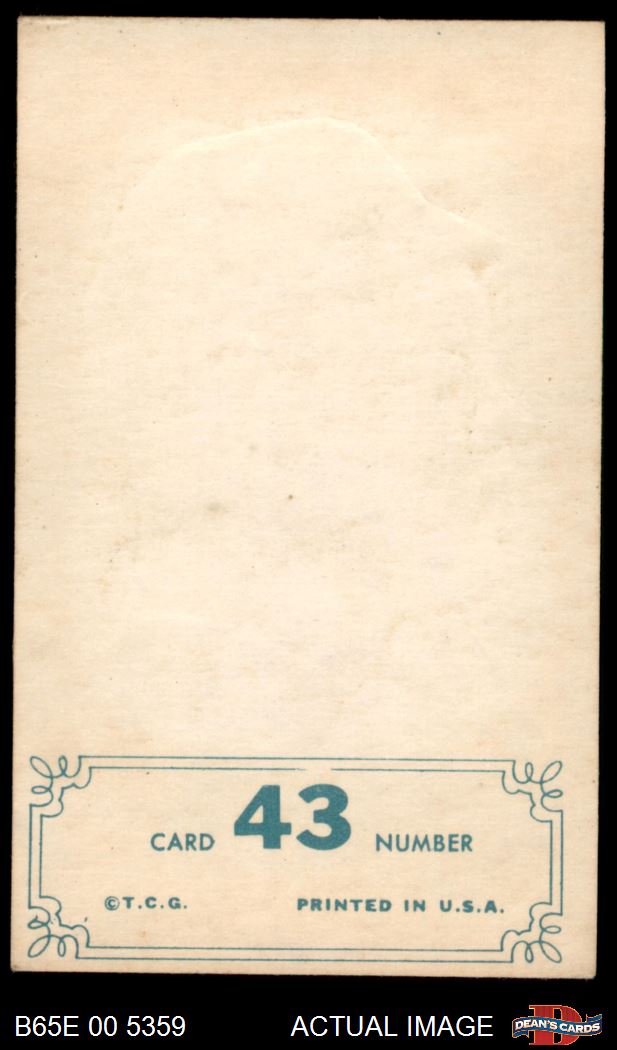 CARD 43 NUMBER
©T.C.G. PRINTED IN U.S.A.
B65E 00 5359 ACTUAL IMAGE DEAN'S CARDS